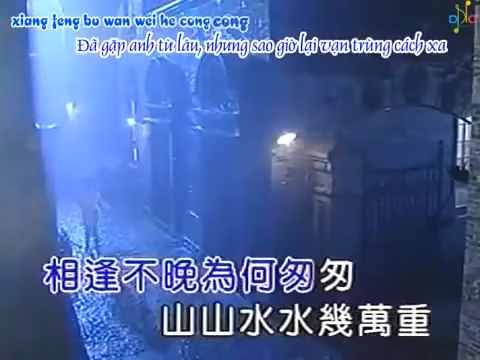 xiang feng bu wan wei he cong cong
Đã gặp anh từ lâu, nhưng sao giờ lại vạn trùng cách xa
相逢不晚為何匆匆
山山水水幾萬重